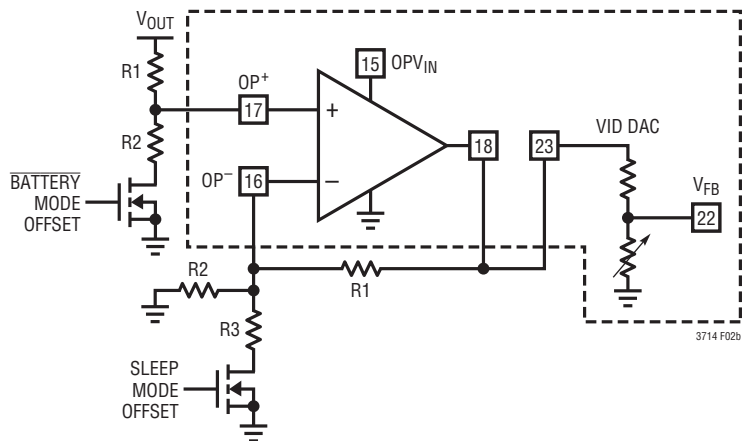 VOUT
R1
R2
BATTERY
MODE
OFFSET
OP+
17
OP–
16
15 OPVIN
+
–
18
23
VID DAC
VFB
22
R2
R1
R3
SLEEP
MODE
OFFSET
3714 F02b